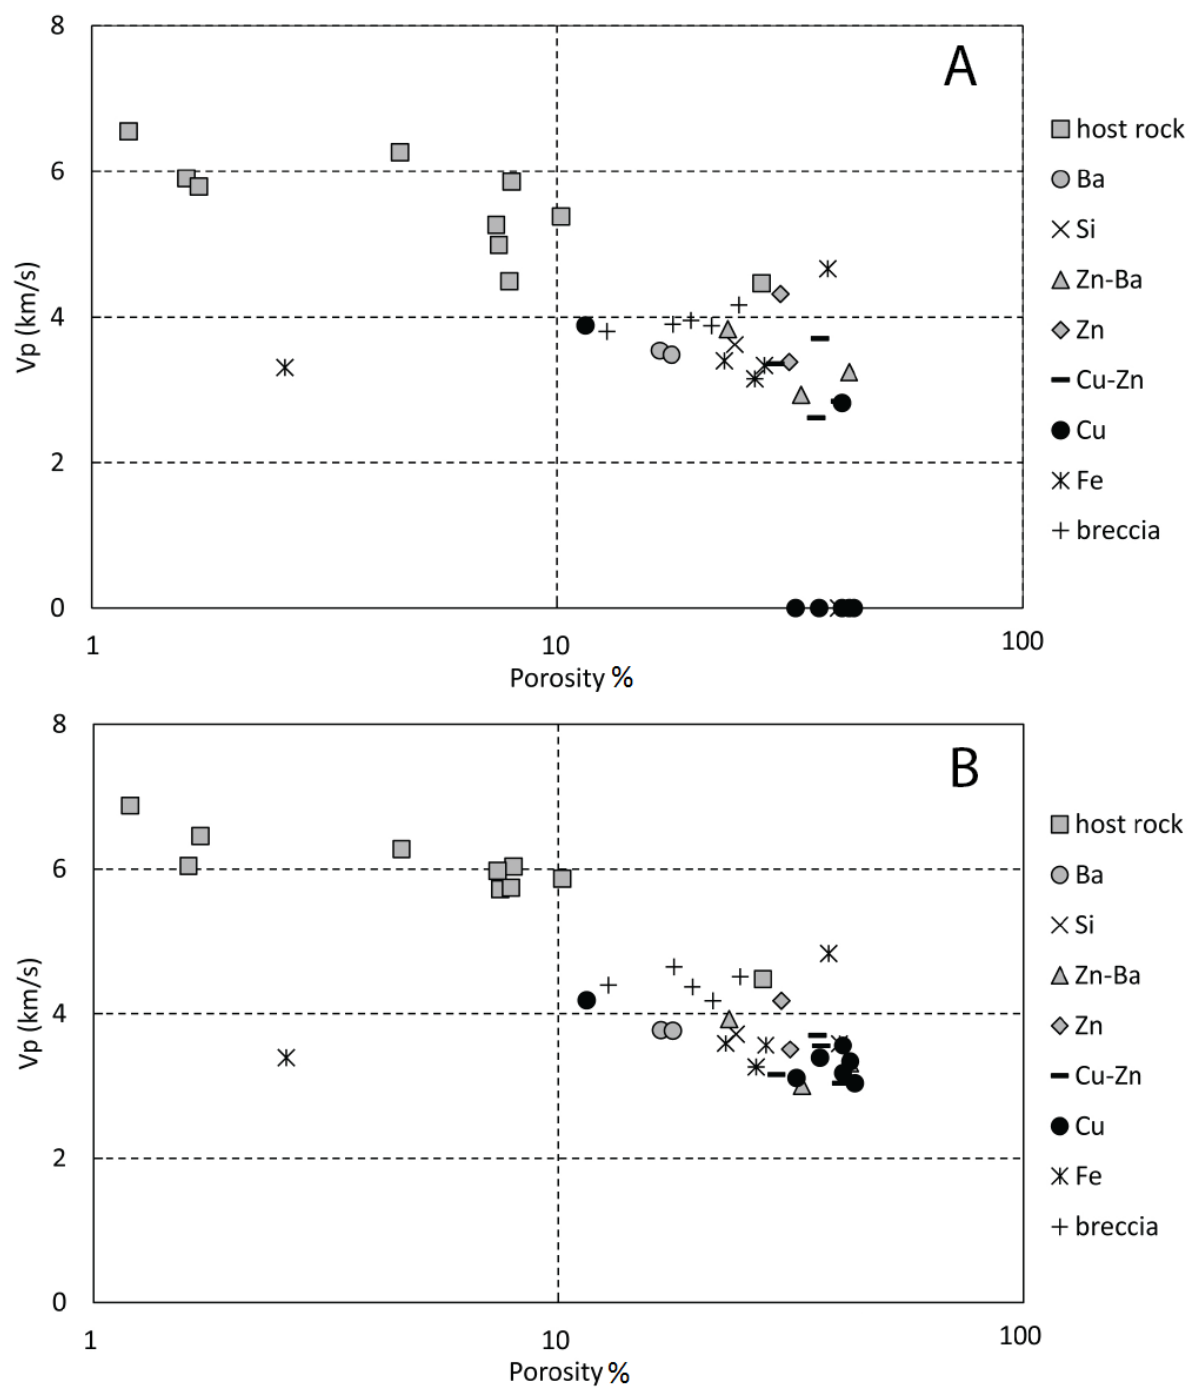 8
A
6
4
2
0
Vp (km/s)
1
10
100
Porosity %
host rock
Ba
Si
Zn-Ba
Zn
Cu-Zn
Cu
Fe
breccia
8
B
6
4
2
0
Vp (km/s)
1
10
100
Porosity %
host rock
Ba
Si
Zn-Ba
Zn
Cu-Zn
Cu
Fe
breccia